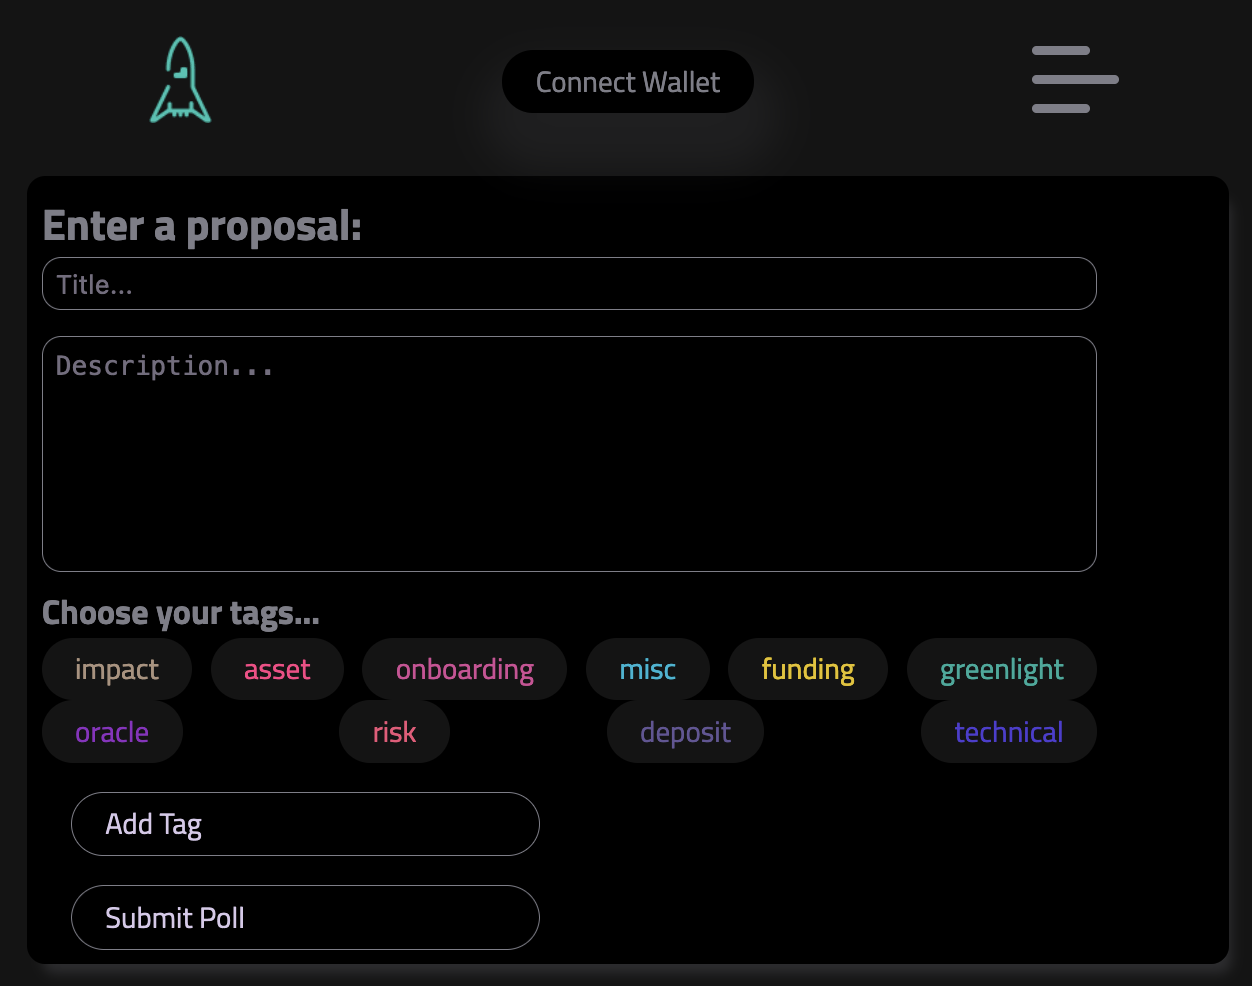 Connect Wallet
Enter a proposal:
Title...
Description...
Choose your tags...
impact asset onboarding misc funding greenlight
oracle risk deposit technical
Add Tag
Submit Poll